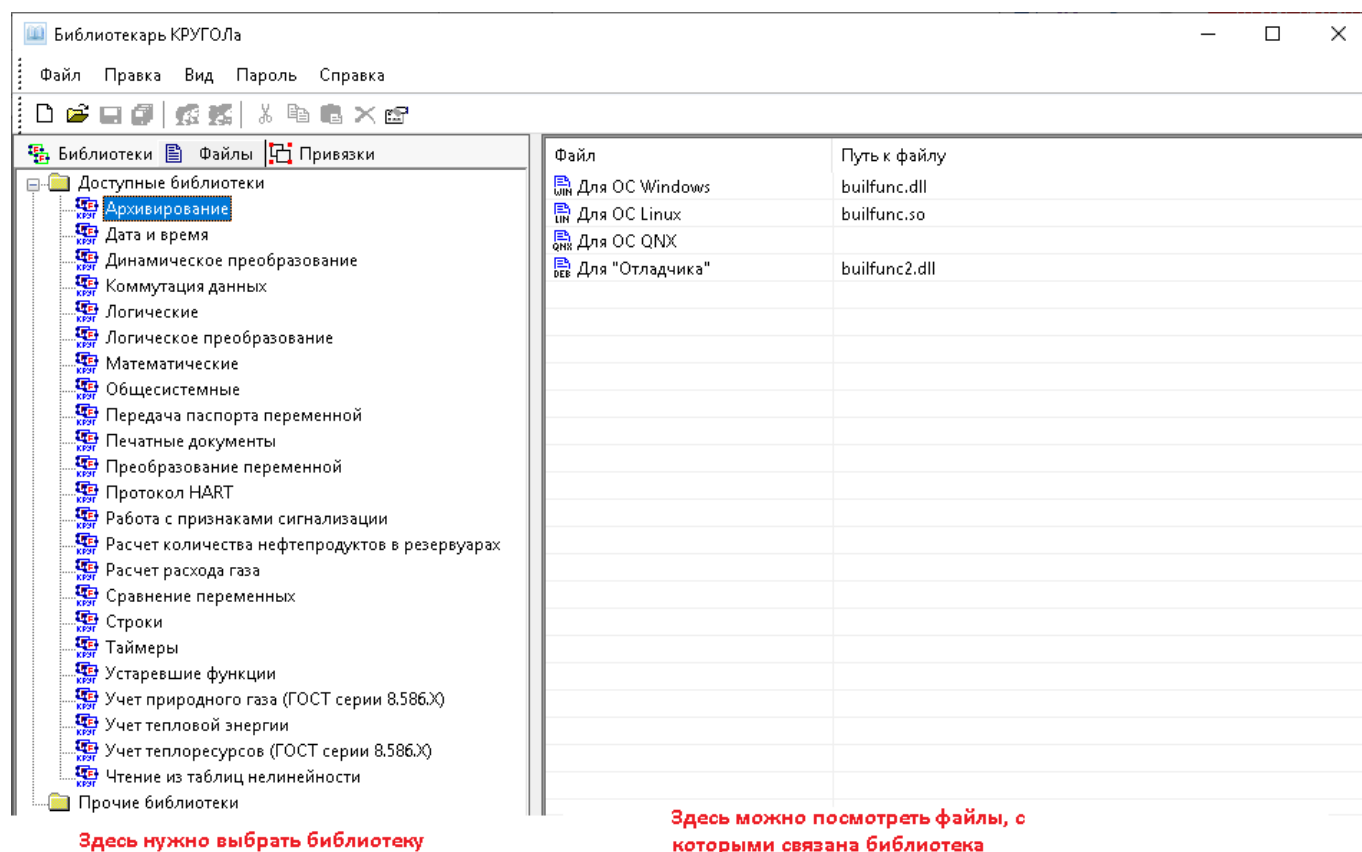 Библиотекарь КРУГОЛа
Файл Правка Вид Пароль Справка
Библиотеки Файлы Привязки
Доступные библиотеки
Архивирование
Дата и время
Динамическое преобразование
Коммутация данных
Логические
Логическое преобразование
Математические
Общесистемные
Передача паспорта переменной
Печатные документы
Преобразование переменной
Протокол HART
Работа с признаками сигнализации
Расчет количества нефтепродуктов в резервуарах
Расчет расхода газа
Сравнение переменных
Строки
Таймеры
Устаревшие функции
Учет природного газа (ГОСТ серии 8.586.X)
Учет тепловой энергии
Учет теплоресурсов (ГОСТ серии 8.586.X)
Чтение из таблиц нелинейности
Прочие библиотеки
Файл Путь к файлу
WIN Для ОС Windows builfunc.dll
LIN Для ОС Linux builfunc.so
QNX Для ОС QNX
DEB Для "Отладчика" builfunc2.dll
Здесь нужно выбрать библиотеку
Здесь можно посмотреть файлы, с
которыми связана библиотека